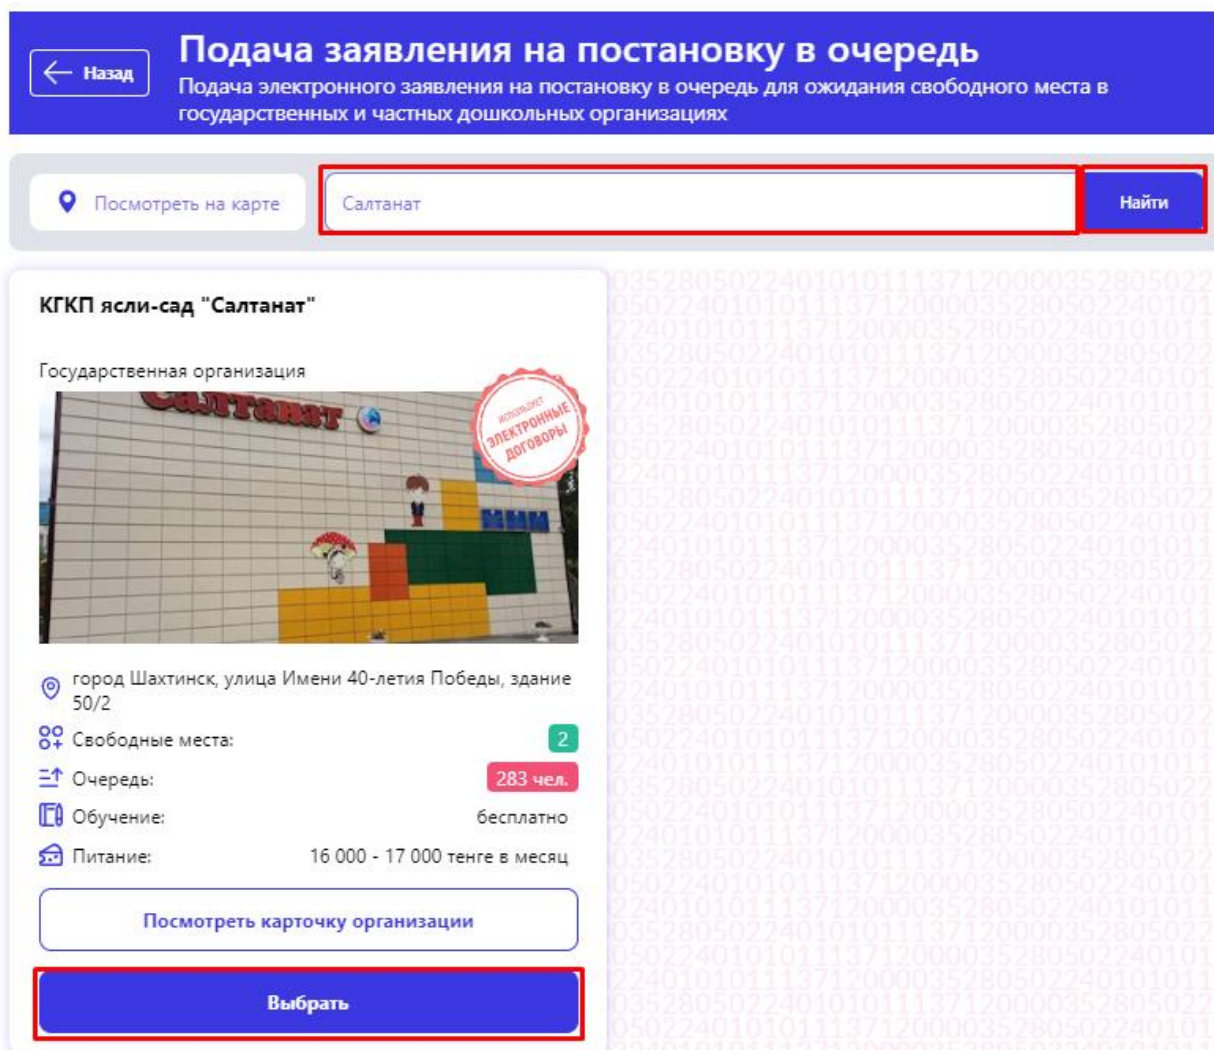 Подача заявления на постановку в очередь
Назад
Подача электронного заявления на постановку в очередь для ожидания свободного места в
государственных и частных дошкольных организациях
Посмотреть на карте
Салтанат
Найти
КГКП ясли-сад "Салтанат"
Государственная организация
Салтанат
ИСПОЛЬЗУЕТ
ЭЛЕКТРОННЫЕ
ДОГОВОРЫ
город Шахтинск, улица Имени 40-летия Победы, здание
50/2
Свободные места:
2
Очередь:
283 чел.
Обучение:
бесплатно
Питание:
16 000 - 17 000 тенге в месяц
Посмотреть карточку организации
Выбрать